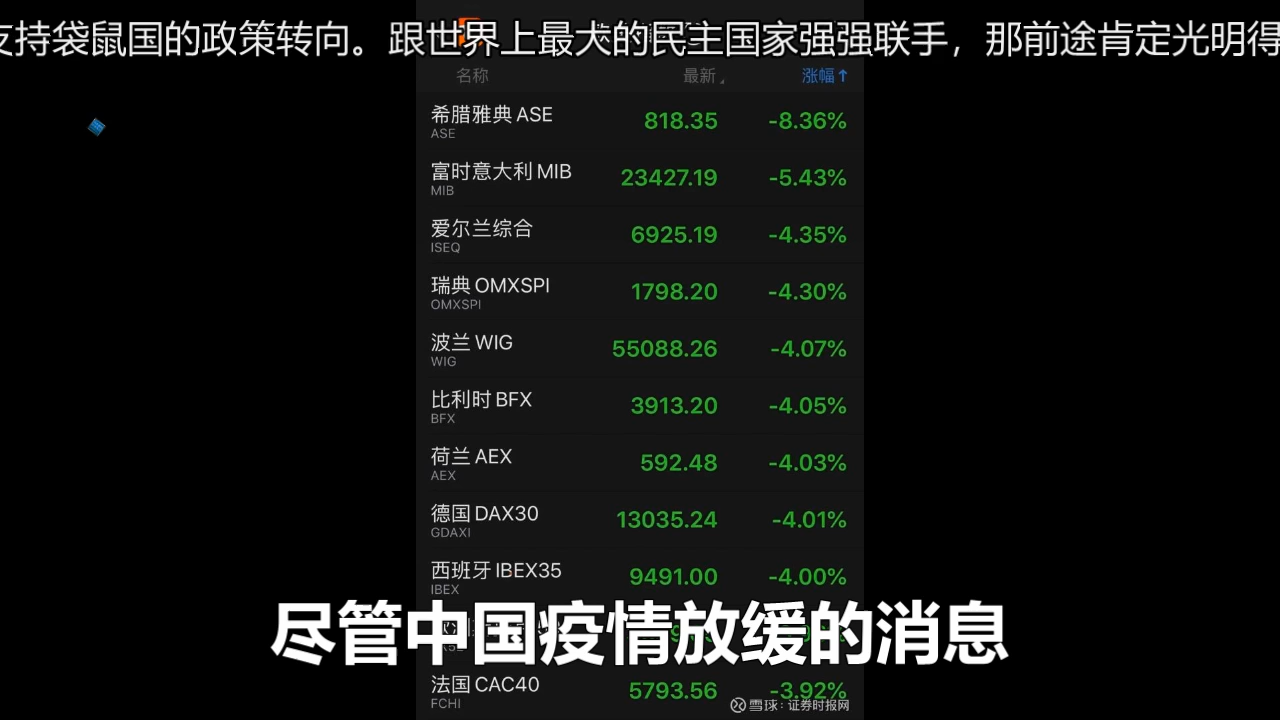 支持袋鼠国的政策转向。跟世界上最大的民主国家强强联手，那前途肯定光明得
名称 最新 涨幅↑
希腊雅典 ASE 818.35 -8.36%
ASE
富时意大利 MIB 23427.19 -5.43%
MIB
爱尔兰综合 6925.19 -4.35%
ISEQ
瑞典 OMXSPI 1798.20 -4.30%
OMXSPI
波兰 WIG 55088.26 -4.07%
WIG
比利时 BFX 3913.20 -4.05%
BFX
荷兰 AEX 592.48 -4.03%
AEX
德国 DAX30 13035.24 -4.01%
GDAXI
西班牙 IBEX35 9491.00 -4.00%
IBEX
尽管中国疫情放缓的消息
法国 CAC40 5793.56 -3.92%
FCHI
雪球：证券时报网